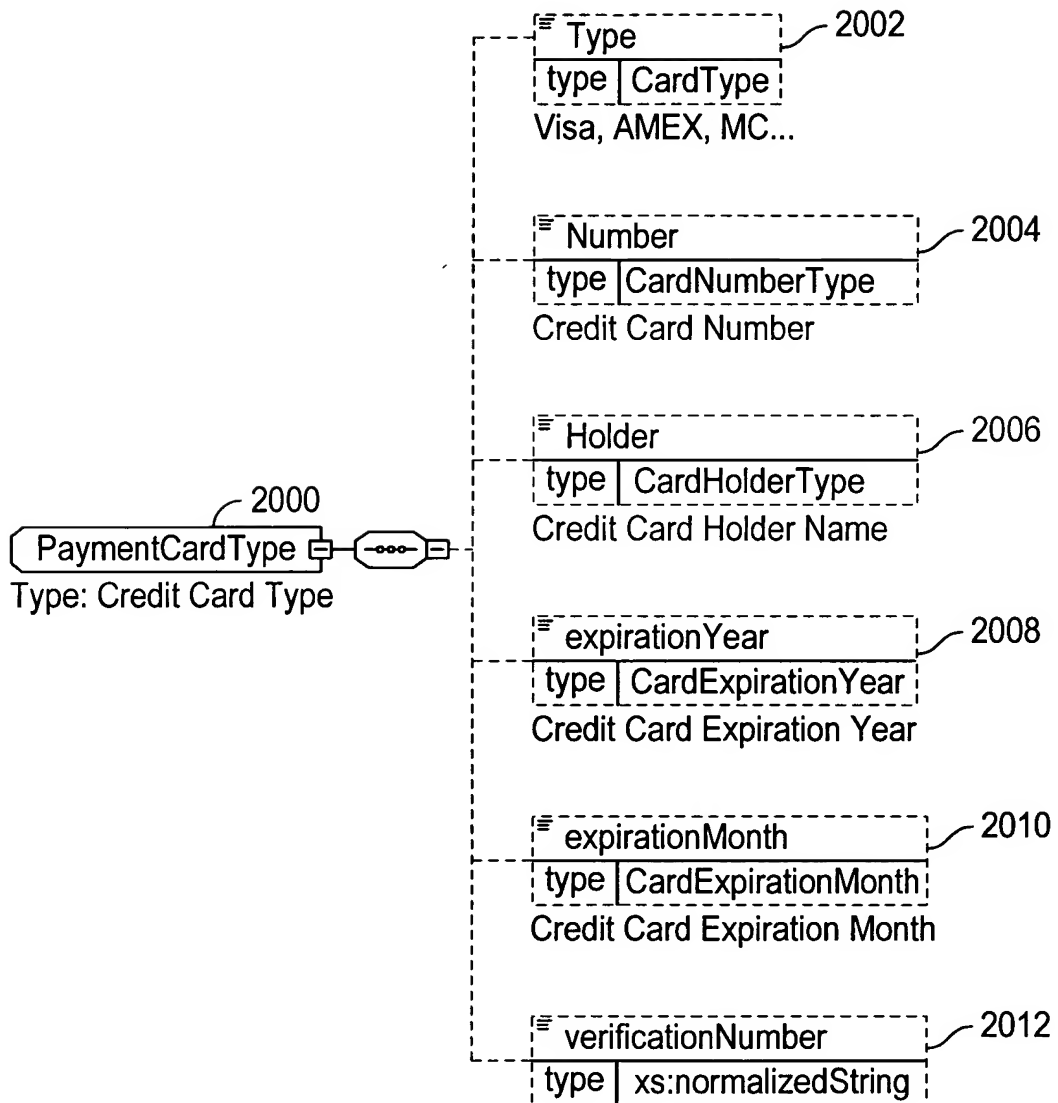 Type
2002
type CardType
Visa, AMEX, MC...
Number
2004
type CardNumberType
Credit Card Number
Holder
2006
type CardHolderType
Credit Card Holder Name
2000
PaymentCardType
Type: Credit Card Type
expirationYear
2008
type CardExpirationYear
Credit Card Expiration Year
expirationMonth
2010
type CardExpirationMonth
Credit Card Expiration Month
verificationNumber
2012
type xs:normalizedString